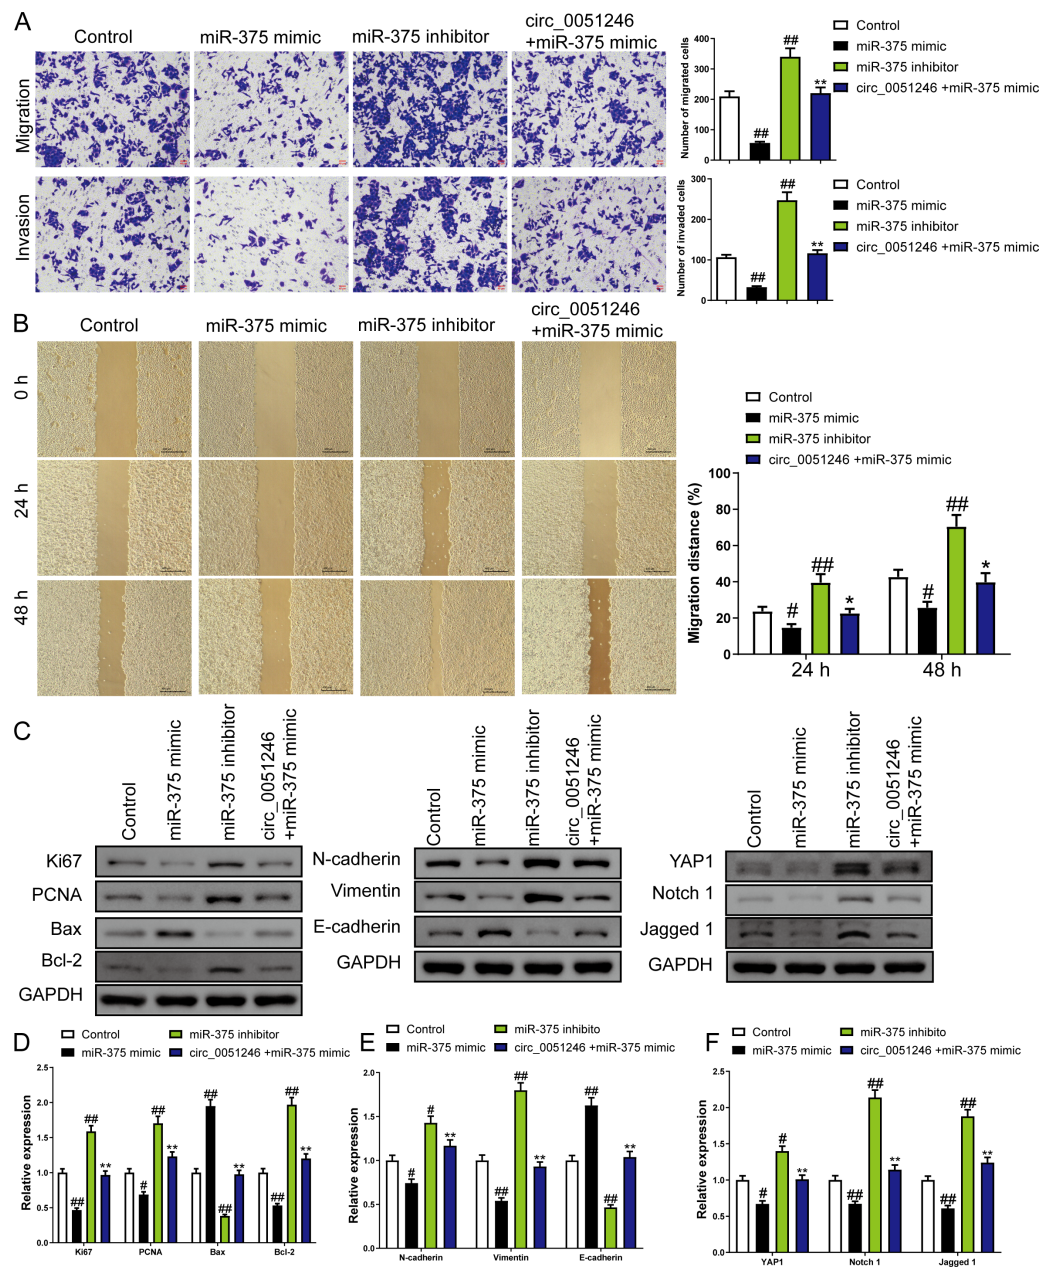 A
Control
miR-375 mimic
miR-375 inhibitor
circ_0051246
+miR-375 mimic
Migration
Invasion
Number of migrated cells
400
300
200
100
0
##
##
**
Control
miR-375 mimic
miR-375 inhibitor
circ_0051246 +miR-375 mimic
Number of invaded cells
300
200
100
0
##
##
**
Control
miR-375 mimic
miR-375 inhibitor
circ_0051246 +miR-375 mimic
B
Control
miR-375 mimic
miR-375 inhibitor
circ_0051246
+miR-375 mimic
0 h
24 h
48 h
Control
miR-375 mimic
miR-375 inhibitor
circ_0051246 +miR-375 mimic
Migration distance (%)
100
80
60
40
20
0
#
##
*
#
##
*
24 h
48 h
C
Control
miR-375 mimic
miR-375 inhibitor
circ_0051246
+miR-375 mimic
Ki67
PCNA
Bax
Bcl-2
GAPDH
Control
miR-375 mimic
miR-375 inhibitor
circ_0051246
+miR-375 mimic
N-cadherin
Vimentin
E-cadherin
GAPDH
Control
miR-375 mimic
miR-375 inhibitor
circ_0051246
+miR-375 mimic
YAP1
Notch 1
Jagged 1
GAPDH
D
Control
miR-375 inhibitor
miR-375 mimic
circ_0051246 +miR-375 mimic
Relative expression
2.5
2.0
1.5
1.0
0.5
0.0
##
##
**
#
##
**
##
##
**
##
##
**
Ki67
PCNA
Bax
Bcl-2
E
Control
miR-375 inhibito
miR-375 mimic
circ_0051246 +miR-375 mimic
Relative expression
2.0
1.5
1.0
0.5
0.0
#
#
**
##
##
**
##
##
**
N-cadherin
Vimentin
E-cadherin
F
Control
miR-375 inhibito
miR-375 mimic
circ_0051246 +miR-375 mimic
Relative expression
2.5
2.0
1.5
1.0
0.5
0.0
#
#
**
##
##
**
##
##
**
YAP1
Notch 1
Jagged 1